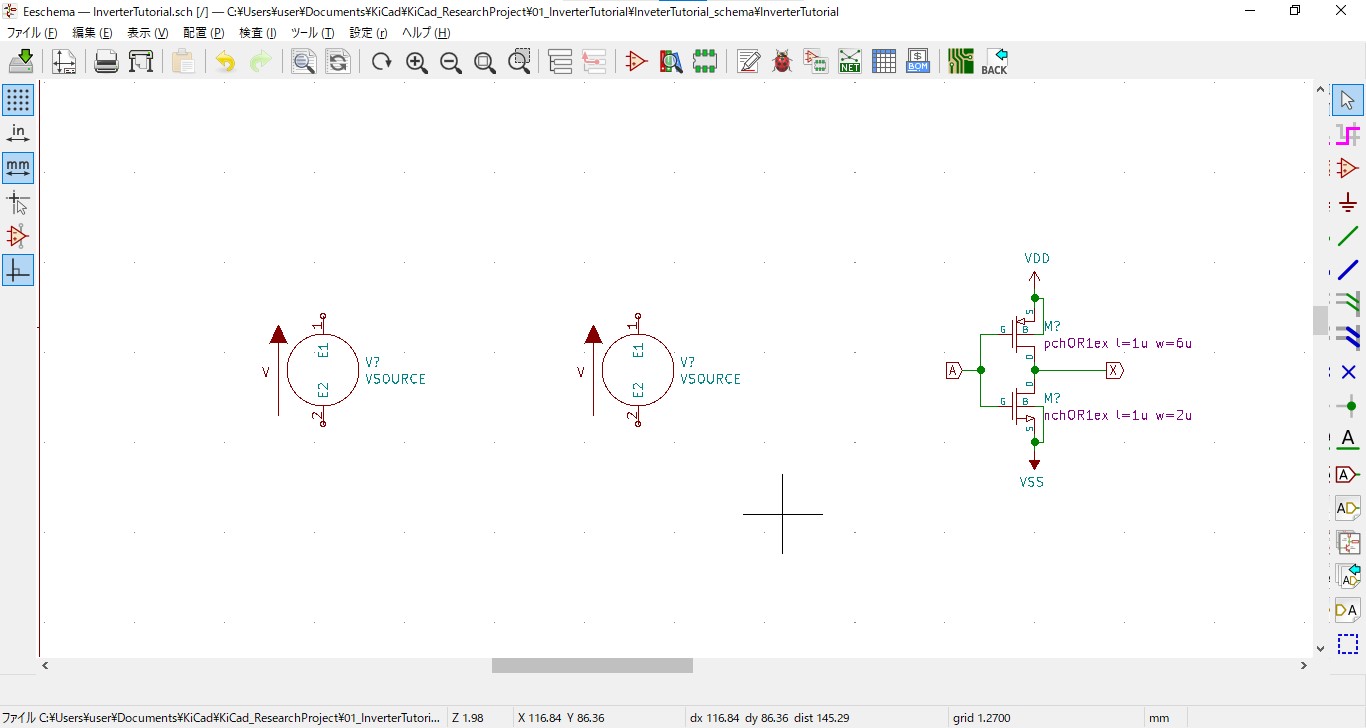 Eeschema — InverterTutorial.sch [/] — C:¥Users¥user¥Documents¥KiCad¥KiCad_ResearchProject¥01_InverterTutorial¥InveterTutorial_schema¥InverterTutorial
ファイル (F) 編集 (E) 表示 (V) 配置 (P) 検査 (I) ツール (T) 設定 (r) ヘルプ (H)
NET
$
BOM
BACK
in
mm
VDD
1
E1
E2
2
V
V?
VSOURCE
1
E1
E2
2
V
V?
VSOURCE
S
G
B
D
M?
pchOR1ex l=1u w=6u
A
X
D
G
B
S
M?
nchOR1ex l=1u w=2u
VSS
A
A
AD
AD
DA
ファイル C:¥Users¥user¥Documents¥KiCad¥KiCad_ResearchProject¥01_InverterTutori...
Z 1.98
X 116.84 Y 86.36
dx 116.84 dy 86.36 dist 145.29
grid 1.2700
mm